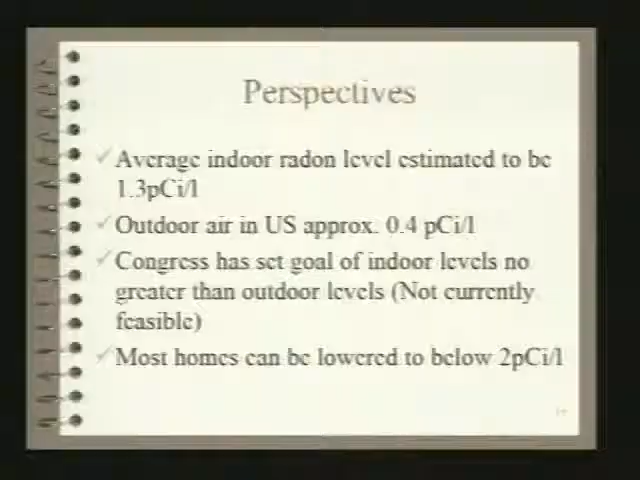 Perspectives
Average indoor radon level estimated to be
1.3pCi/l
Outdoor air in US approx. 0.4 pCi/l
Congress has set goal of indoor levels no
greater than outdoor levels (Not currently
feasible)
Most homes can be lowered to below 2pCi/l